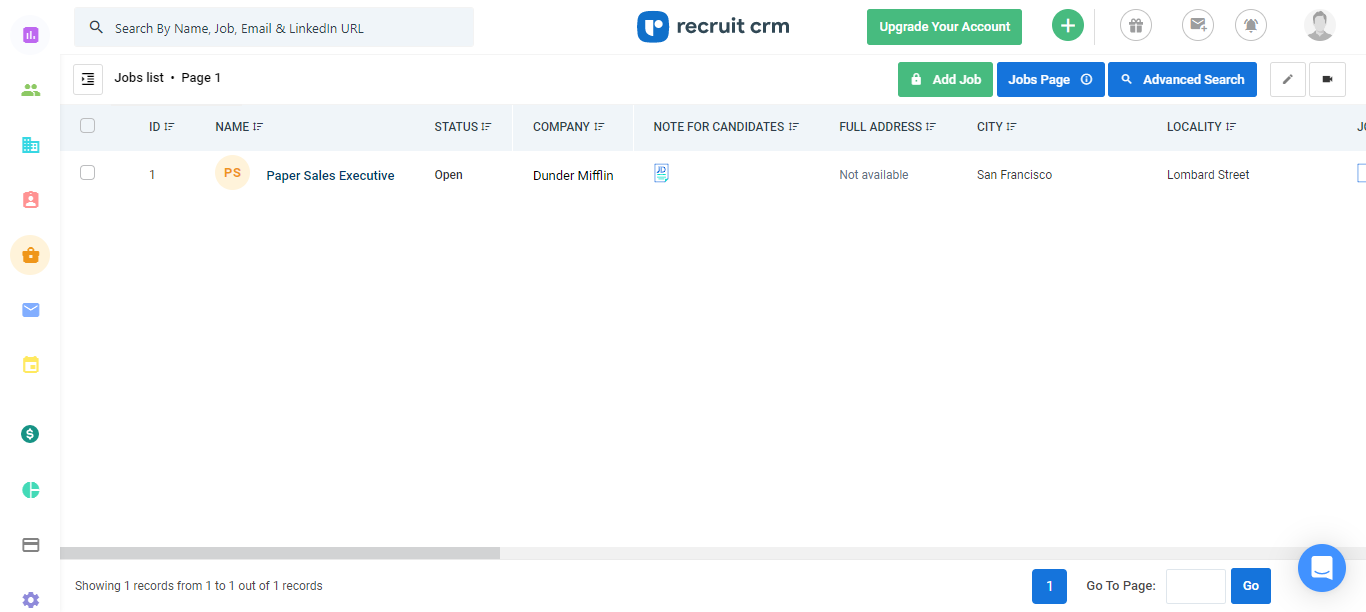 Search By Name, Job, Email & LinkedIn URL
recruit crm
Upgrade Your Account
Jobs list • Page 1
Add Job
Jobs Page
Advanced Search
ID NAME STATUS COMPANY NOTE FOR CANDIDATES FULL ADDRESS CITY LOCALITY
1 PS Paper Sales Executive Open Dunder Mifflin JD Not available San Francisco Lombard Street
Showing 1 records from 1 to 1 out of 1 records
1 Go To Page: Go